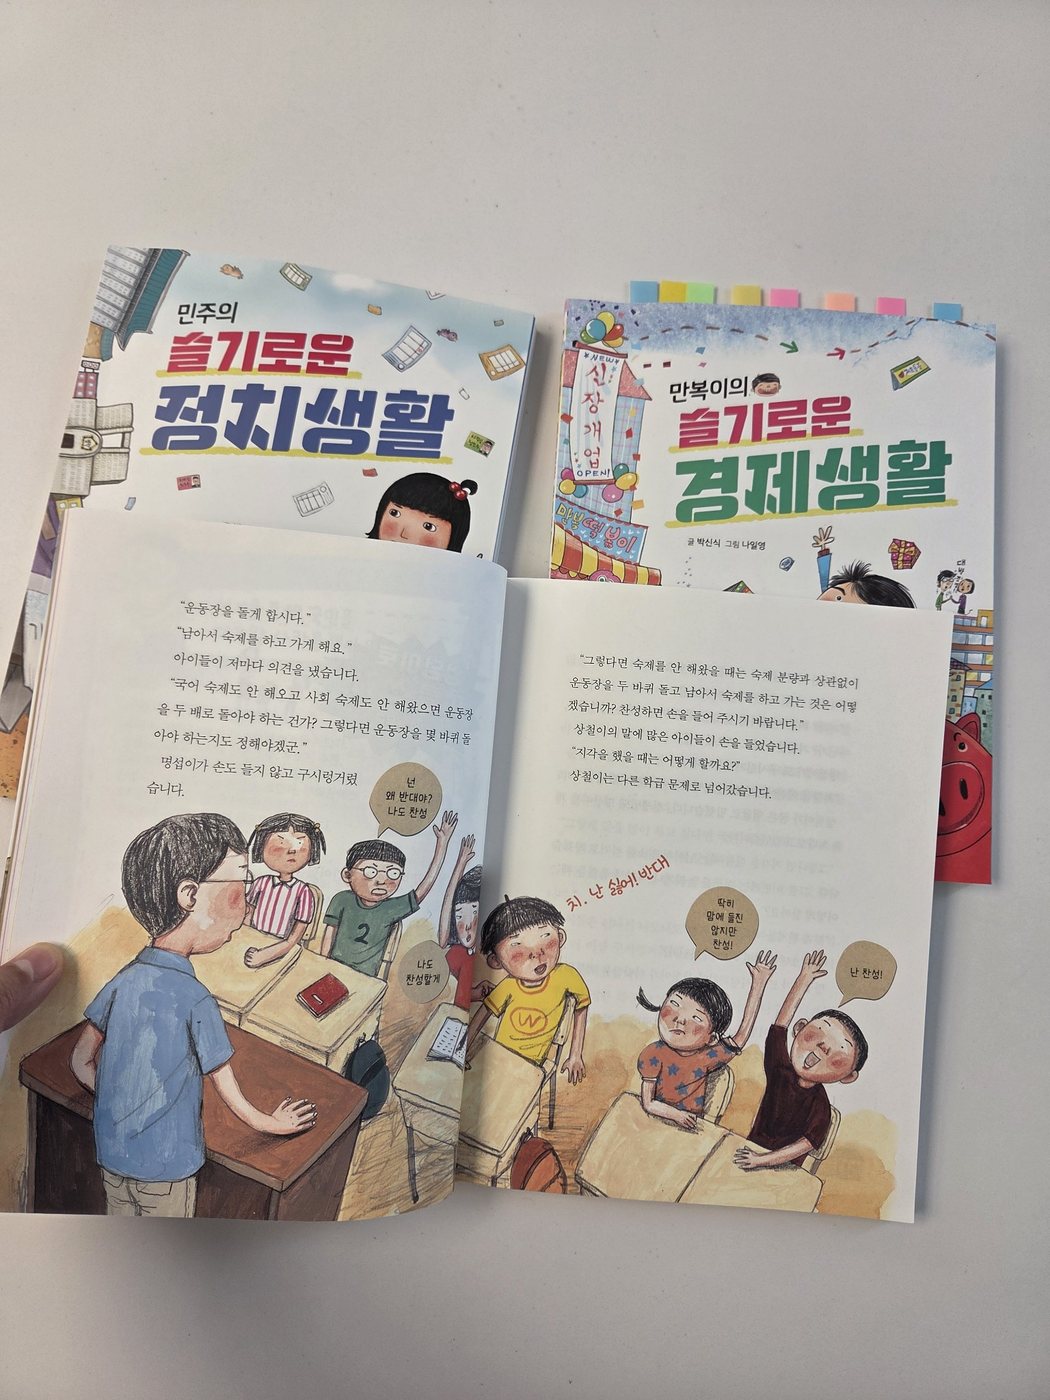 민주의
슬기로운
정치생활
NEW!
신장개업
OPEN!
만복 떡볶이
만복이의
슬기로운
경제생활
글 박신식 그림 나일영
“운동장을 돌게 합시다.”
“남아서 숙제를 하고 가게 해요.”
아이들이 저마다 의견을 냈습니다.
“국어 숙제도 안 해오고 사회 숙제도 안 해왔으면 운동장
을 두 배로 돌아야 하는 건가? 그렇다면 운동장을 몇 바퀴 돌
아야 하는지도 정해야겠군.”
명섭이가 손도 들지 않고 구시렁거렸
습니다.
넌
왜 반대야?
나도 찬성
2
나도
찬성할게
“그렇다면 숙제를 안 해왔을 때는 숙제 분량과 상관없이
운동장을 두 바퀴 돌고 남아서 숙제를 하고 가는 것은 어떻
겠습니까? 찬성하면 손을 들어 주시기 바랍니다.”
상철이의 말에 많은 아이들이 손을 들었습니다.
“지각을 했을 때는 어떻게 할까요?”
상철이는 다른 학급 문제로 넘어갔습니다.
치. 난 싫어! 반대
W
딱히
맘에 들진
않지만
찬성!
난 찬성!